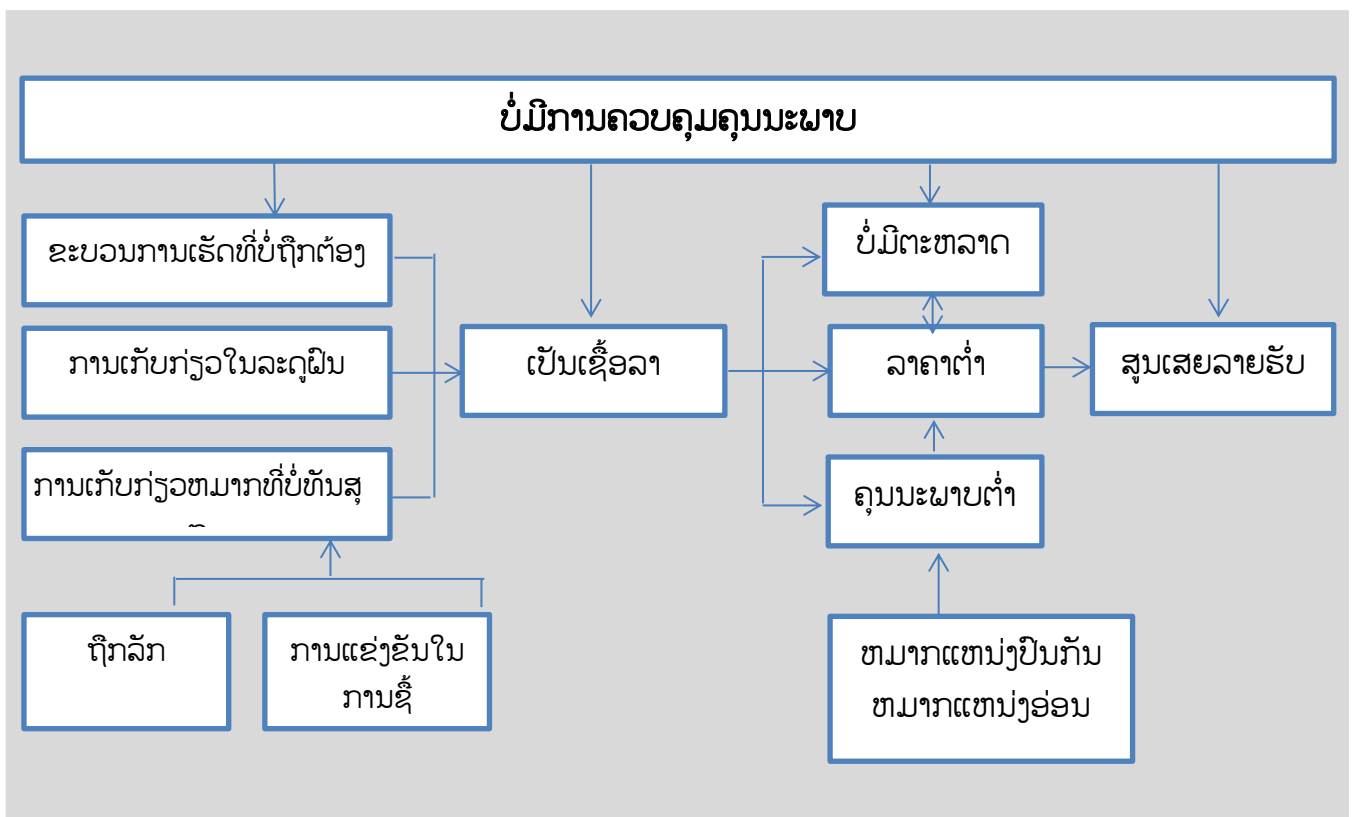 ບໍ່ມີການຄວບຄຸມຄຸນນະພາບ
ຂະບວນການເຮັດທີ່ບໍ່ຖືກຕ້ອງ
ບໍ່ມີຕະຫລາດ
ການເກັບກ່ຽວໃນລະດູຝົນ
ເປັນເຊື້ອລາ
ລາຄາຕ່ຳ
ສູນເສຍລາຍຮັບ
ການເກັບກ່ຽວຫມາກທີ່ບໍ່ທັນສຸ
ຄຸນນະພາບຕ່ຳ
ຖືກລັກ
ການແຂ່ງຂັນໃນ
ການຊື້
ຫມາກແຫນ່ງປົນກັນ
ຫມາກແຫນ່ງອ່ອນ